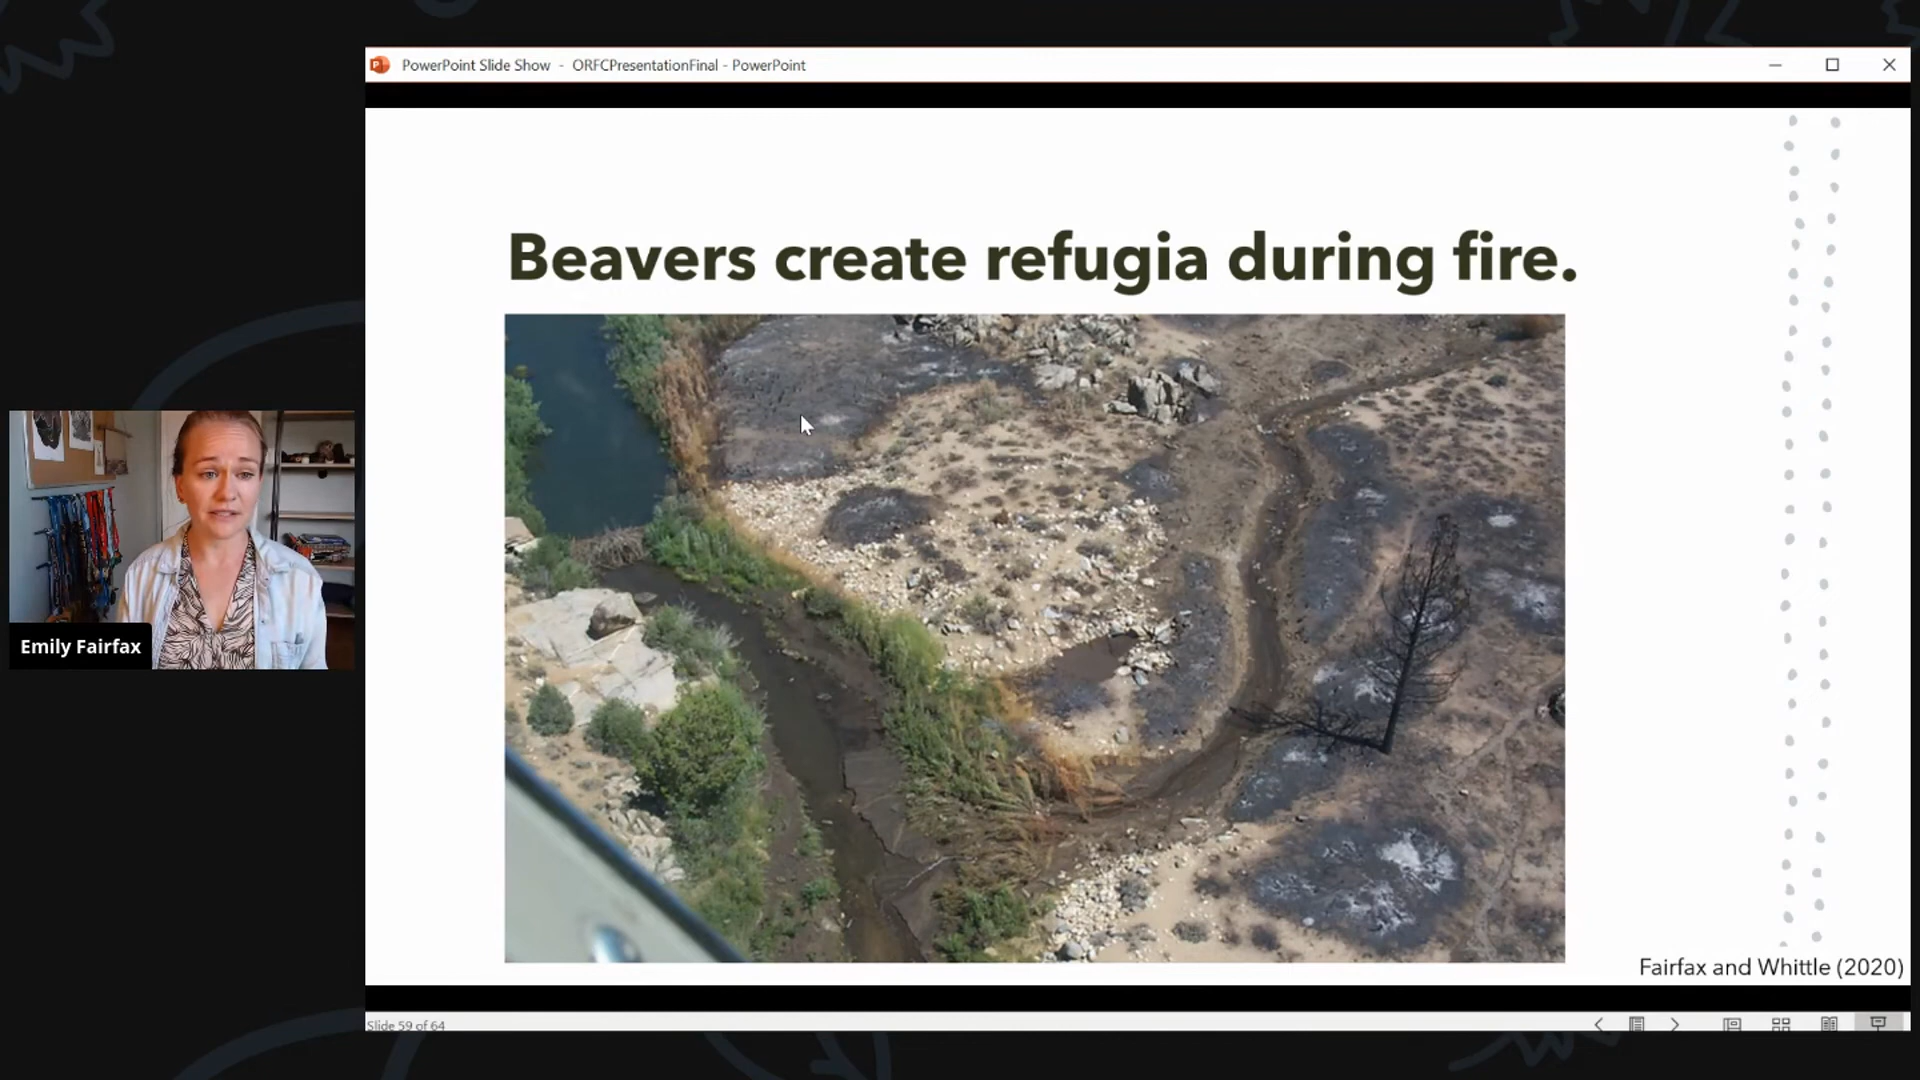 PowerPoint Slide Show - ORFCPresentationFinal - PowerPoint
Beavers create refugia during fire.
Emily Fairfax
Fairfax and Whittle (2020)
Slide 59 of 64